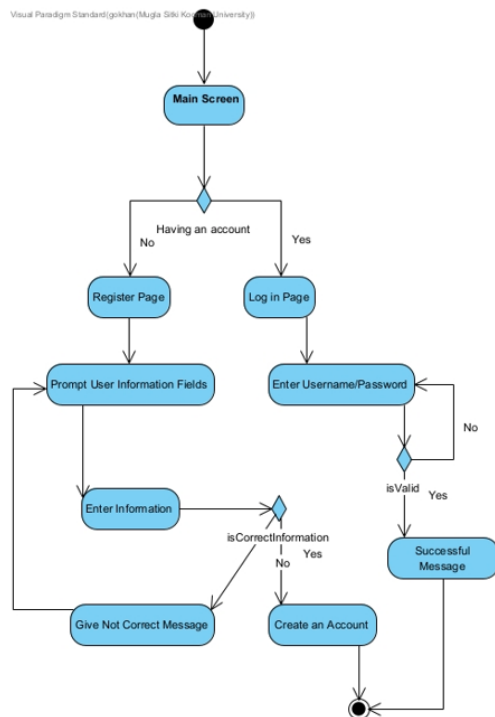 Visual Paradigm Standard(gokhan(Mugla Sitki Kocman University))
Main Screen
Having an account
No
Yes
Register Page
Log in Page
Prompt User Information Fields
Enter Username/Password
No
isValid
Yes
Enter Information
isCorrectInformation
Yes
No
Successful
Message
Give Not Correct Message
Create an Account